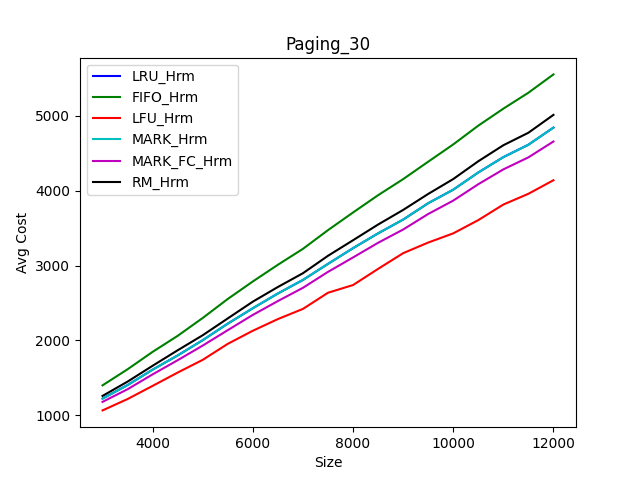 Paging_30
LRU_Hrm
FIFO_Hrm
LFU_Hrm
MARK_Hrm
MARK_FC_Hrm
RM_Hrm
Avg Cost
5000
4000
3000
2000
1000
4000 6000 8000 10000 12000
Size